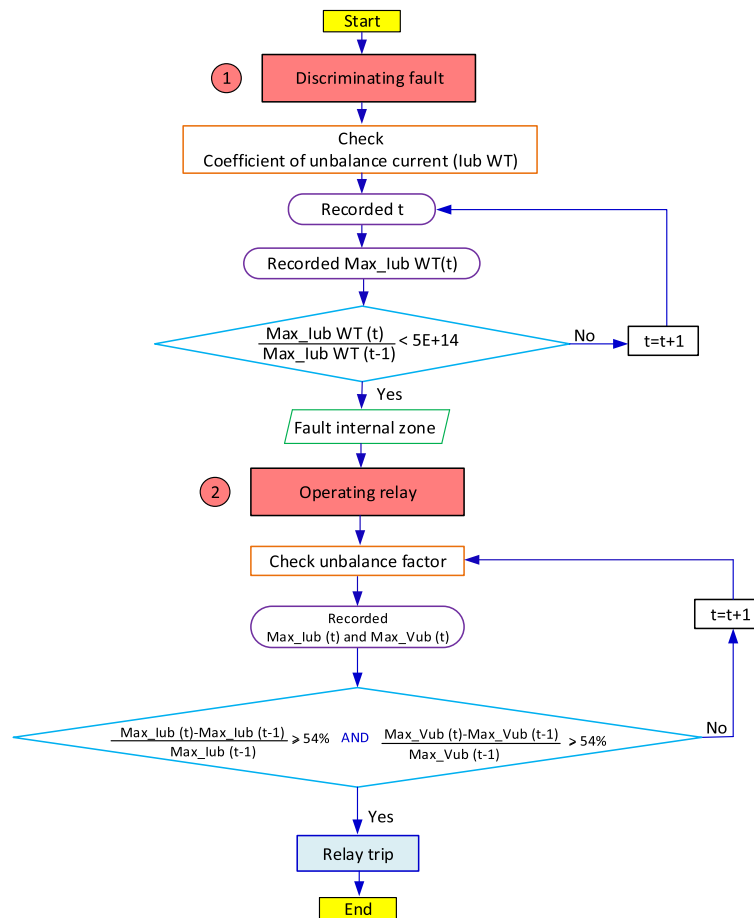 Start
1
Discriminating fault
Check
Coefficient of unbalance current (Iub WT)
Recorded t
Recorded Max_Iub WT(t)
Max_Iub WT (t)
Max_Iub WT (t-1)
< 5E+14
No
t=t+1
Yes
Fault internal zone
2
Operating relay
Check unbalance factor
t=t+1
Recorded
Max_Iub (t) and Max_Vub (t)
Max_Iub (t)-Max_Iub (t-1)
Max_Iub (t-1)
⩾ 54%
AND
Max_Vub (t)-Max_Vub (t-1)
Max_Vub (t-1)
⩾ 54%
No
Yes
Relay trip
End